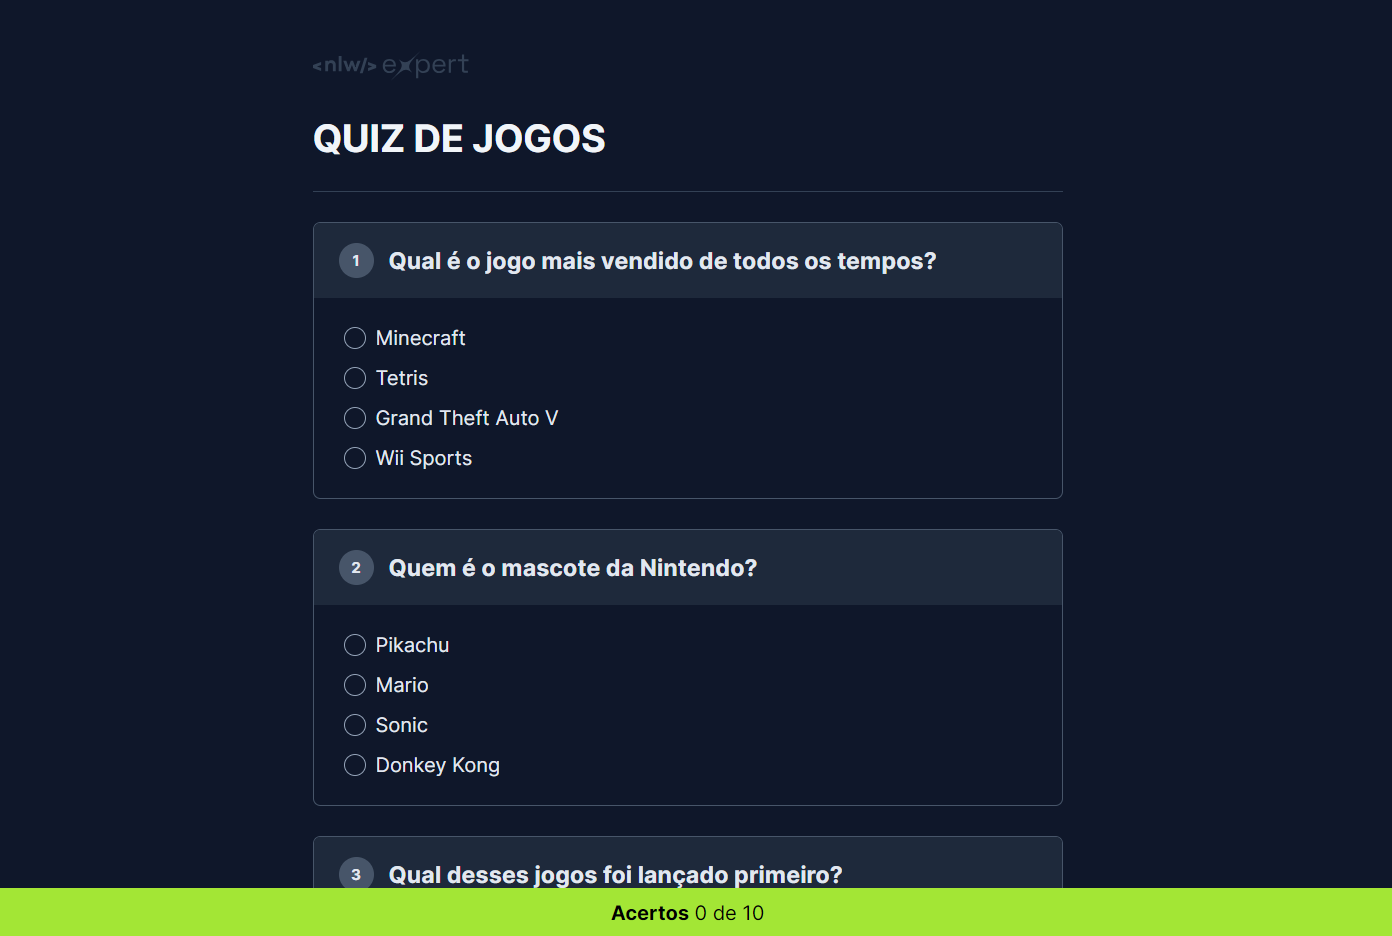 <nlw/> expert
QUIZ DE JOGOS
1 Qual é o jogo mais vendido de todos os tempos?
Minecraft
Tetris
Grand Theft Auto V
Wii Sports
2 Quem é o mascote da Nintendo?
Pikachu
Mario
Sonic
Donkey Kong
3 Qual desses jogos foi lançado primeiro?
Acertos 0 de 10